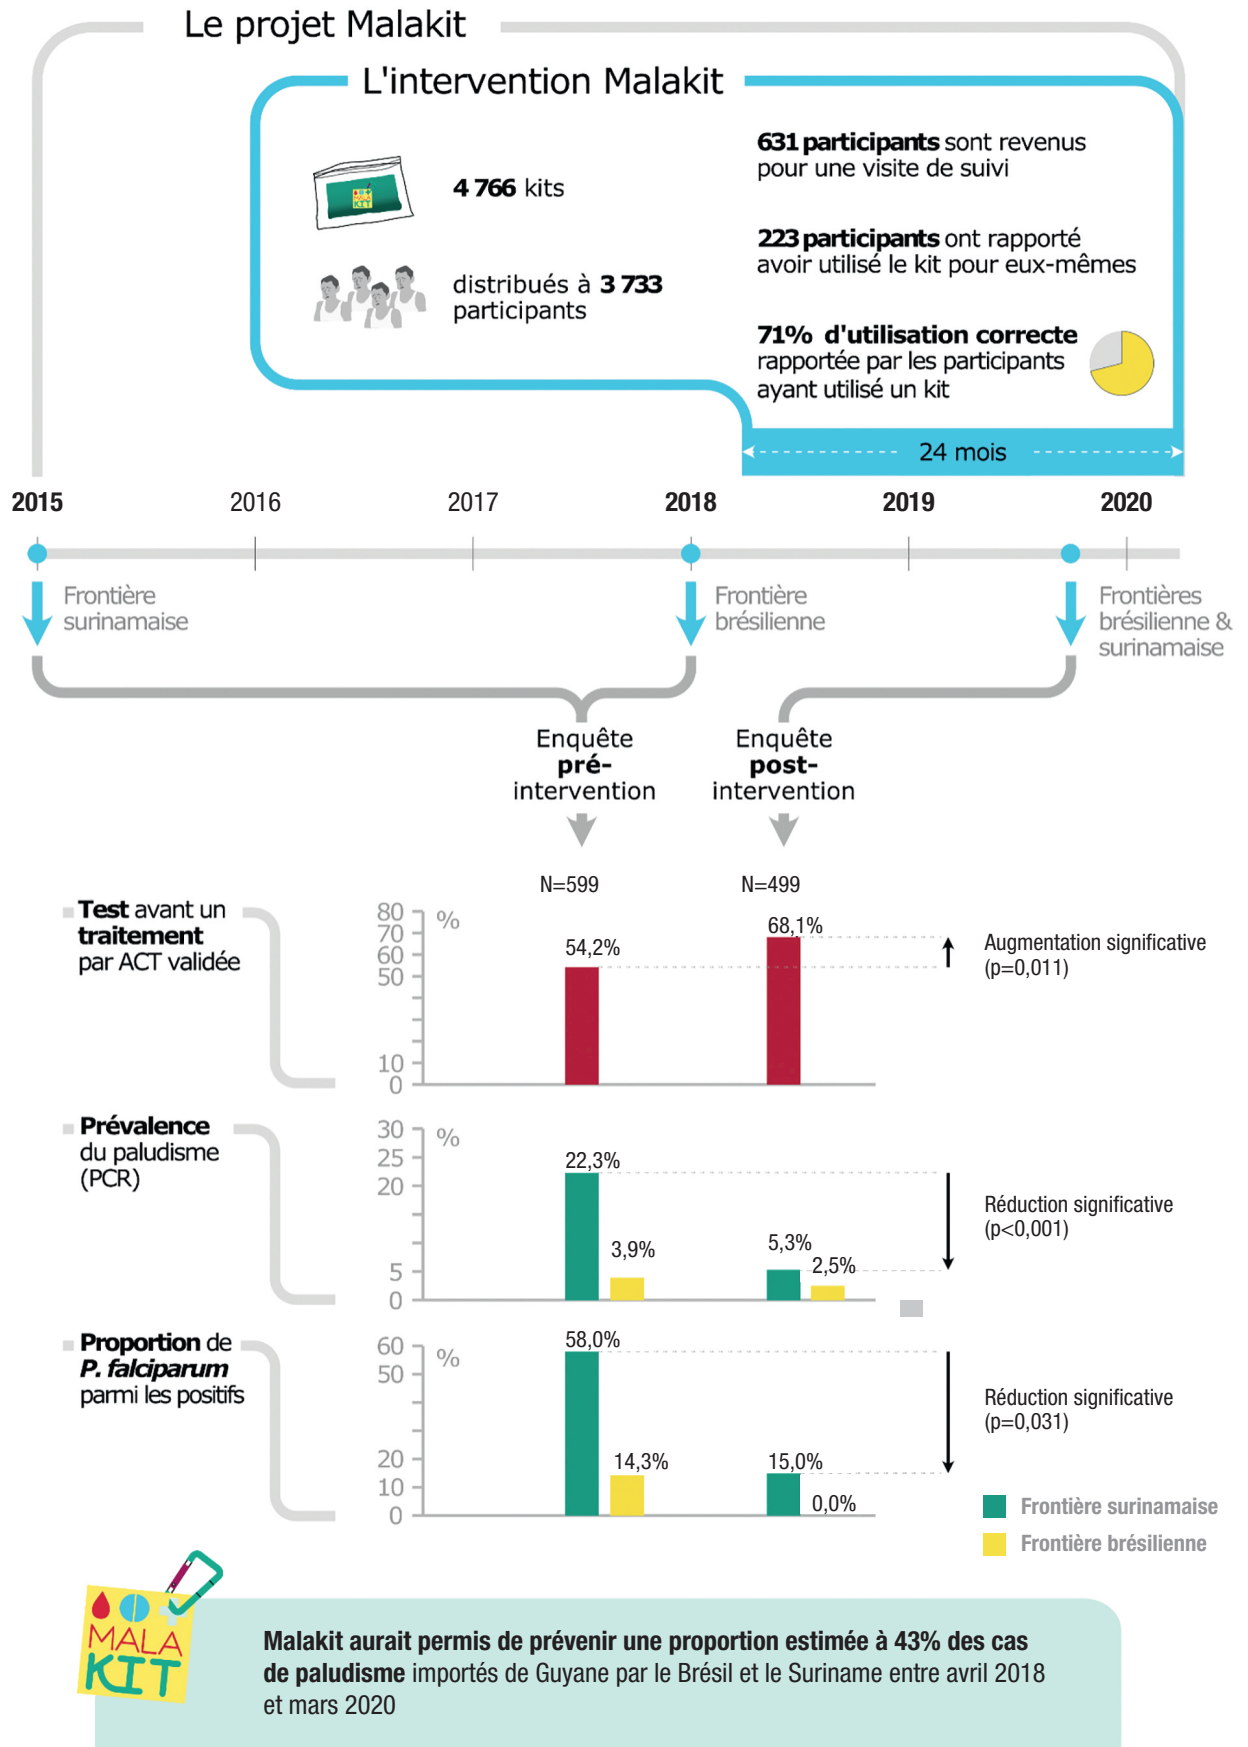 Le projet Malakit
L'intervention Malakit
4 766 kits
distribués à 3 733
participants
631 participants sont revenus
pour une visite de suivi
223 participants ont rapporté
avoir utilisé le kit pour eux-mêmes
71% d'utilisation correcte
rapportée par les participants
ayant utilisé un kit
24 mois
2015
2016
2017
2018
2019
2020
Frontière
surinamaise
Frontière
brésilienne
Frontières
brésilienne &
surinamaise
Enquête
pré-
intervention
Enquête
post-
intervention
N=599
N=499
Test avant un
traitement
par ACT validée
80
70
60
50
10
0
%
54,2%
68,1%
Augmentation significative
(p=0,011)
Prévalence
du paludisme
(PCR)
30
25
20
5
0
%
22,3%
3,9%
5,3%
2,5%
Réduction significative
(p<0,001)
Proportion de
P. falciparum
parmi les positifs
60
50
20
10
0
%
58,0%
14,3%
15,0%
0,0%
Réduction significative
(p=0,031)
Frontière surinamaise
Frontière brésilienne
MALA
KIT
Malakit aurait permis de prévenir une proportion estimée à 43% des cas
de paludisme importés de Guyane par le Brésil et le Suriname entre avril 2018
et mars 2020